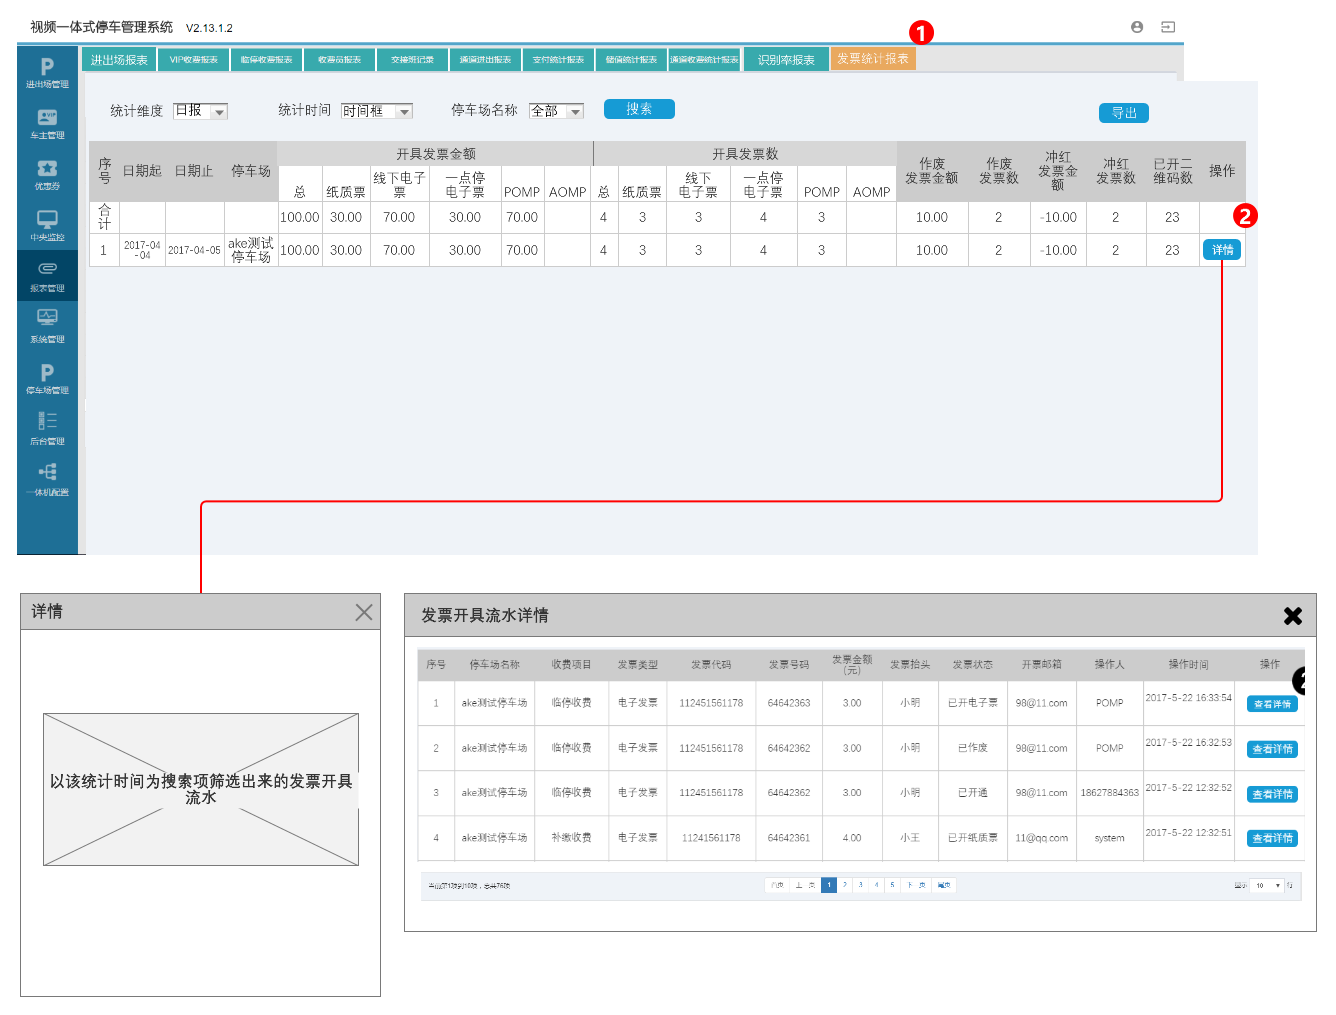 视频一体式停车管理系统 V2.13.1.2
1
进出场报表 VIP收费报表 临停收费报表 收费员报表 交接班记录 通道进出报表 支付统计报表 储值统计报表 通道收费统计报表 识别率报表 发票统计报表
P
进出场管理
车主管理
优惠券
中央监控
报表管理
系统管理
P
停车场管理
后台管理
一体机配置
统计维度 日报 统计时间 时间框 停车场名称 全部 搜索 导出
序号 日期起 日期止 停车场 开具发票金额 开具发票数 作废发票金额 作废发票数 冲红发票金额 冲红发票数 已开二维码数 操作
总 纸质票 线下电子票 一点停电子票 POMP AOMP 总 纸质票 线下电子票 一点停电子票 POMP AOMP
合计 100.00 30.00 70.00 30.00 70.00 4 3 3 4 3 10.00 2 -10.00 2 23
2
1 2017-04-04 2017-04-05 ake测试停车场 100.00 30.00 70.00 30.00 70.00 4 3 3 4 3 10.00 2 -10.00 2 23 详情
详情
以该统计时间为搜索项筛选出来的发票开具
流水
发票开具流水详情
序号 停车场名称 收费项目 发票类型 发票代码 发票号码 发票金额(元) 发票抬头 发票状态 开票邮箱 操作人 操作时间 操作
1 ake测试停车场 临停收费 电子发票 112451561178 64642363 3.00 小明 已开电子票 98@11.com POMP 2017-5-22 16:33:54 查看详情
2 ake测试停车场 临停收费 电子发票 112451561178 64642362 3.00 小明 已作废 98@11.com POMP 2017-5-22 16:32:53 查看详情
3 ake测试停车场 临停收费 电子发票 112451561178 64642362 3.00 小明 已开通 98@11.com 18627884363 2017-5-22 12:32:52 查看详情
4 ake测试停车场 补缴收费 电子发票 11241561178 64642361 4.00 小王 已开纸质票 11@qq.com system 2017-5-22 12:32:51 查看详情
当前第1项到10项，总共76项 首页 上一页 1 2 3 4 5 下一页 尾页 显示 10 行